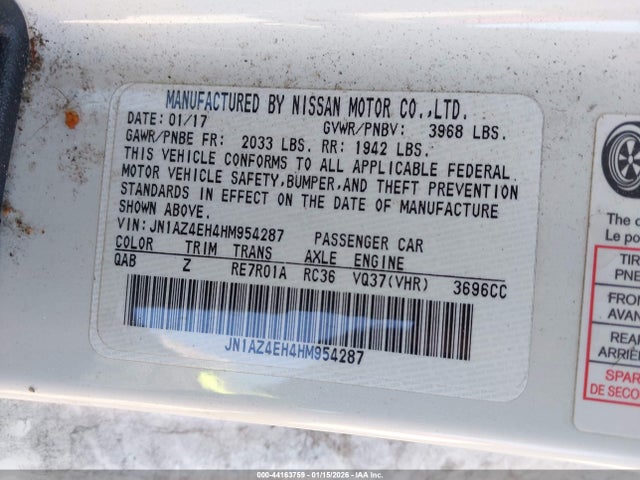 MANUFACTURED BY NISSAN MOTOR CO.,LTD.
DATE: 01/17 GVWR/PNBV: 3968 LBS.
GAWR/PNBE FR: 2033 LBS. RR: 1942 LBS.
THIS VEHICLE CONFORMS TO ALL APPLICABLE FEDERAL
MOTOR VEHICLE SAFETY,BUMPER,AND THEFT PREVENTION
STANDARDS IN EFFECT ON THE DATE OF MANUFACTURE
SHOWN ABOVE.
VIN: JN1AZ4EH4HM954287 PASSENGER CAR
COLOR TRIM TRANS AXLE ENGINE
QAB Z RE7R01A RC36 VQ37(VHR) 3696CC
JN1AZ4EH4HM954287
The c
Le po
TIR
PNE
FRO
AVAN
REA
ARRIÈ
SPAR
DE SECO
000-44163759 — 01/15/2026 — IAA, Inc.